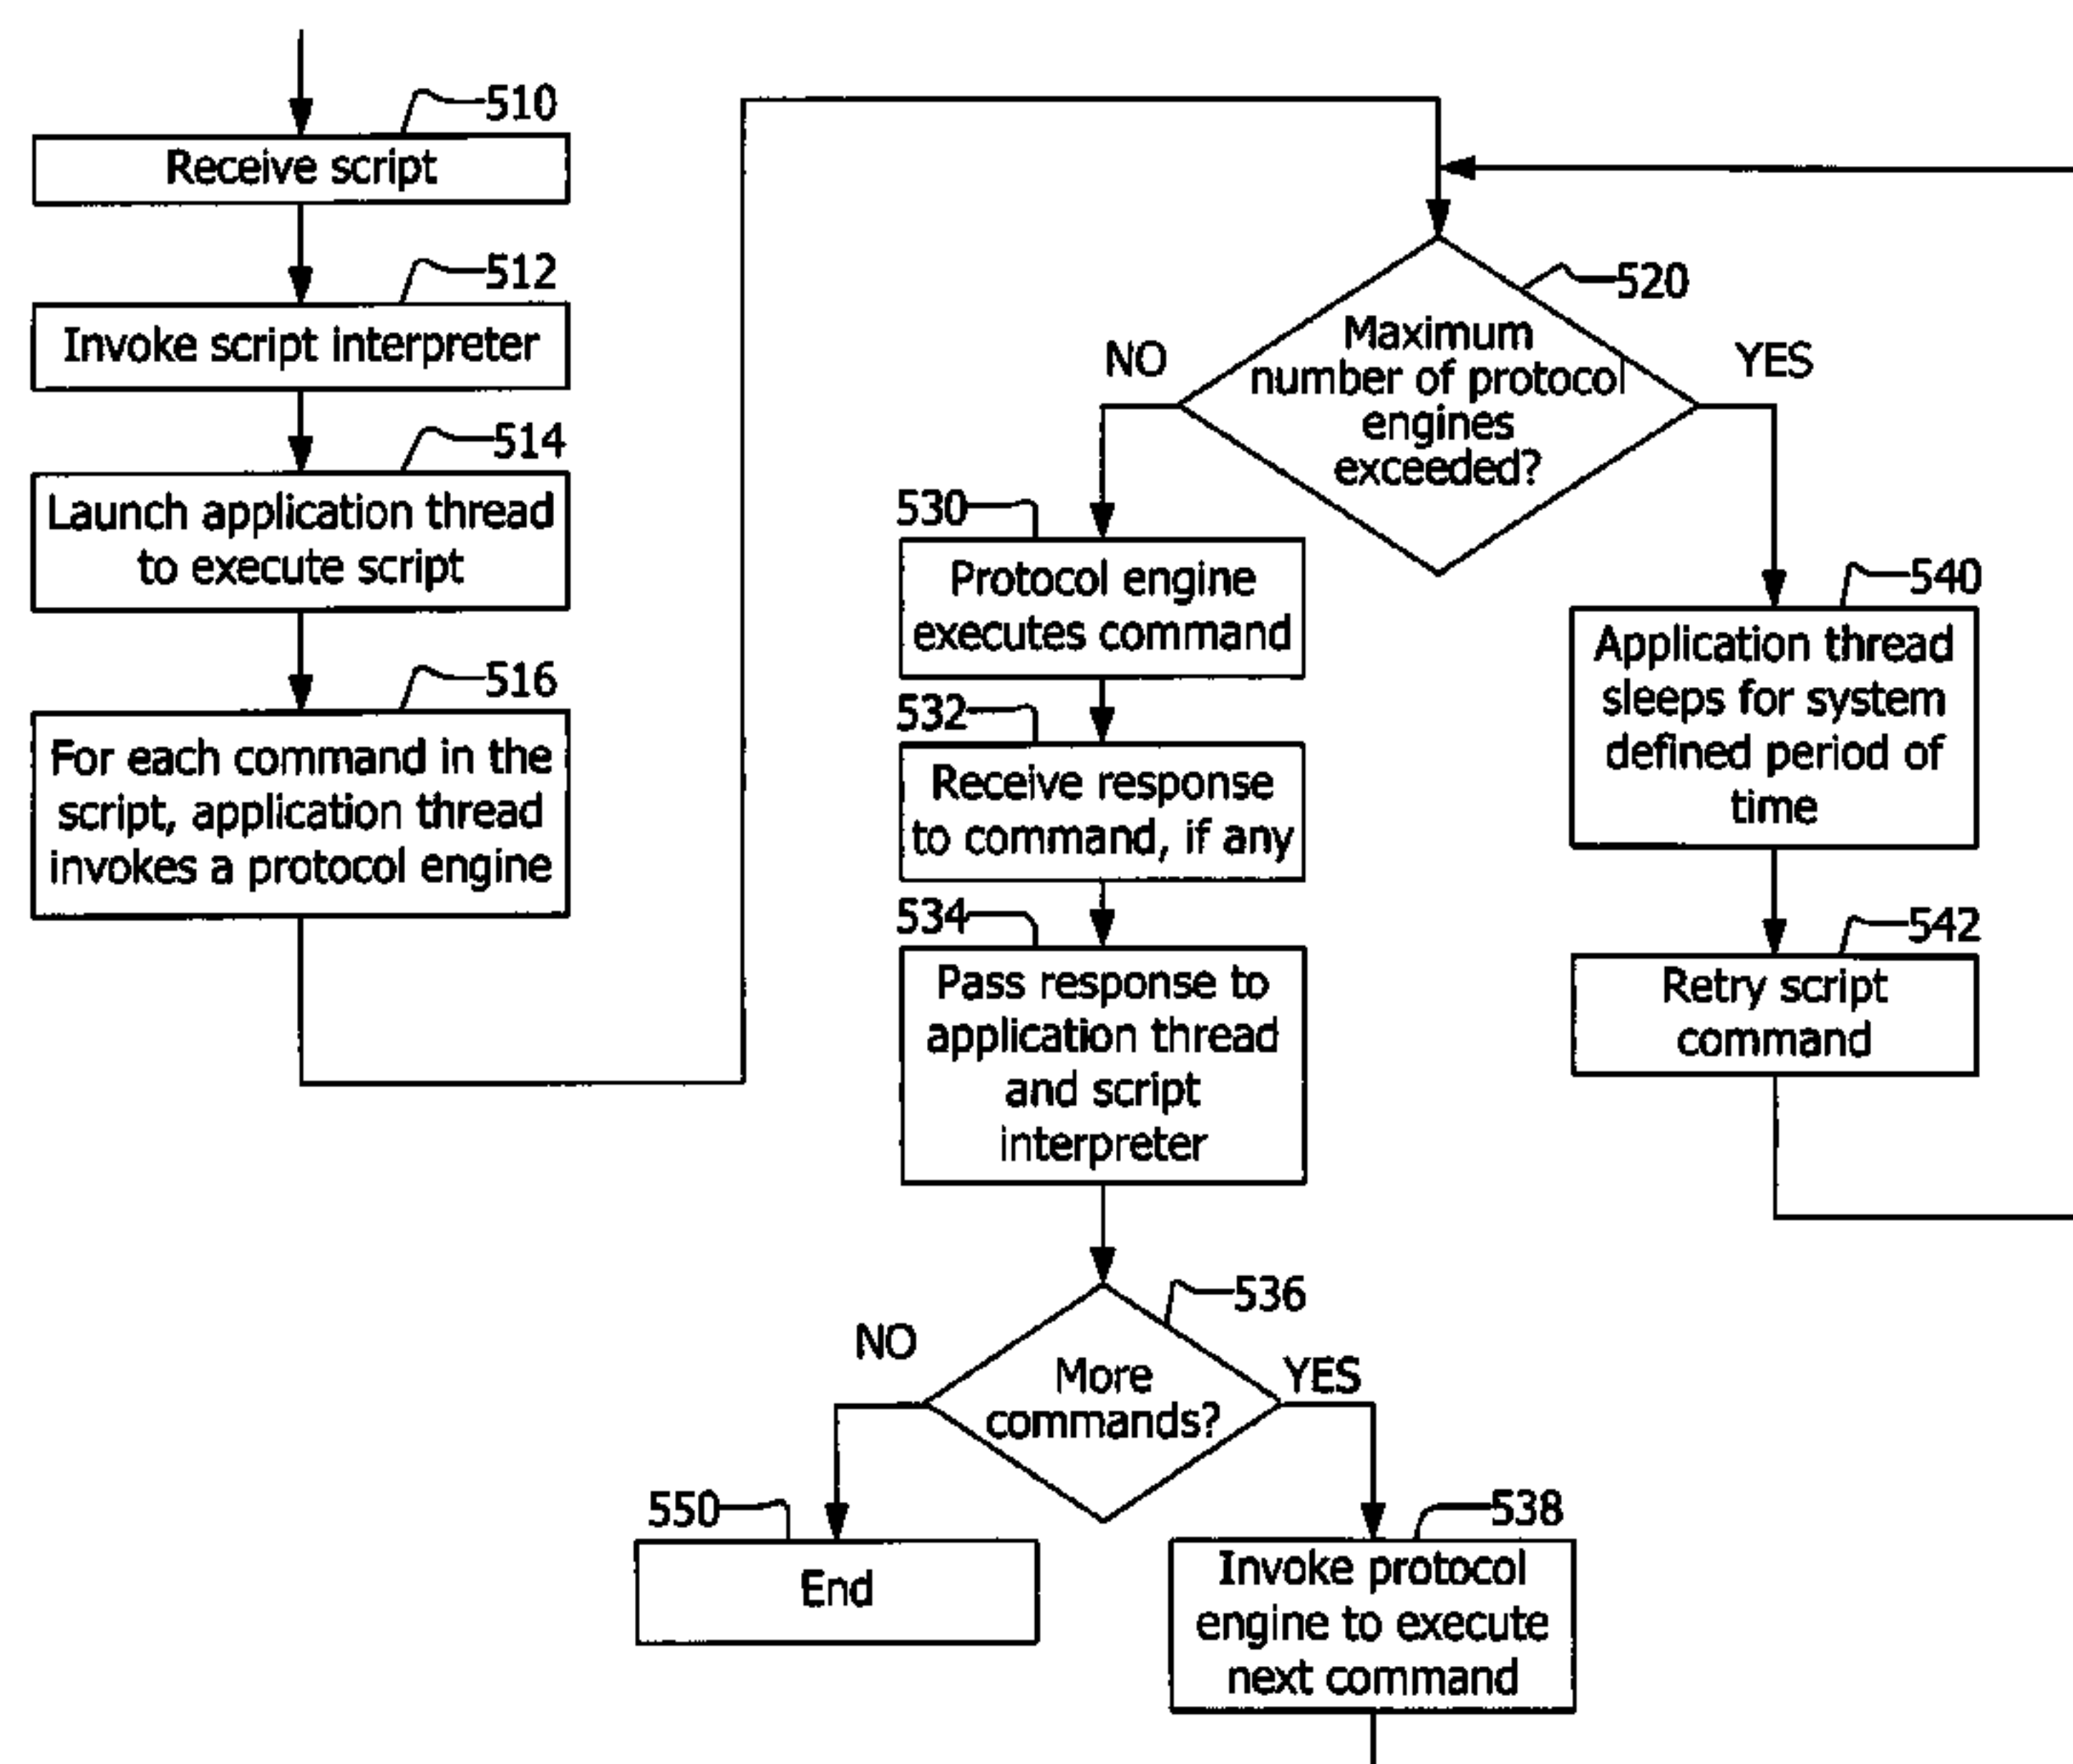 510
Receive script
512
Invoke script interpreter
514
Launch application thread
to execute script
516
For each command in the
script, application thread
invokes a protocol engine
520
Maximum
number of protocol
engines
exceeded?
NO
YES
530
Protocol engine
executes command
532
Receive response
to command, if any
534
Pass response to
application thread
and script
interpreter
540
Application thread
sleeps for system
defined period of
time
542
Retry script
command
536
More
commands?
NO
YES
550
End
538
Invoke protocol
engine to execute
next command